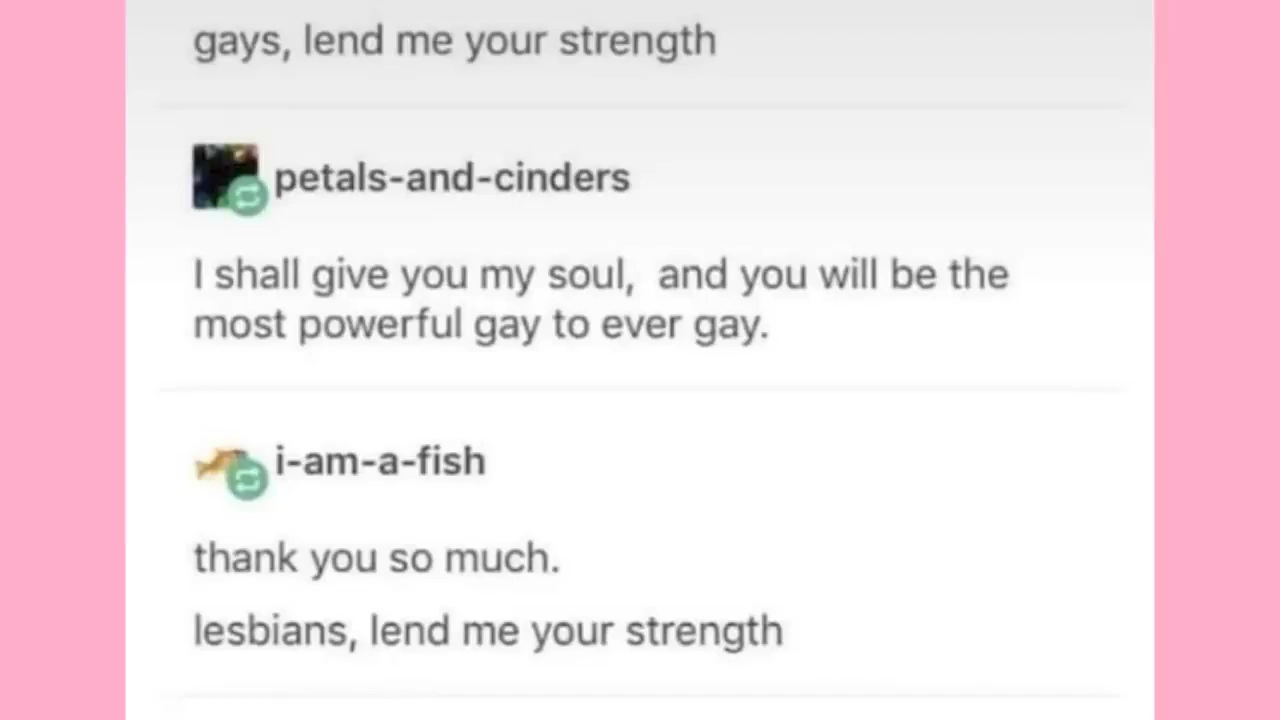 gays, lend me your strength
petals-and-cinders
I shall give you my soul,  and you will be the
most powerful gay to ever gay.
i-am-a-fish
thank you so much.
lesbians, lend me your strength